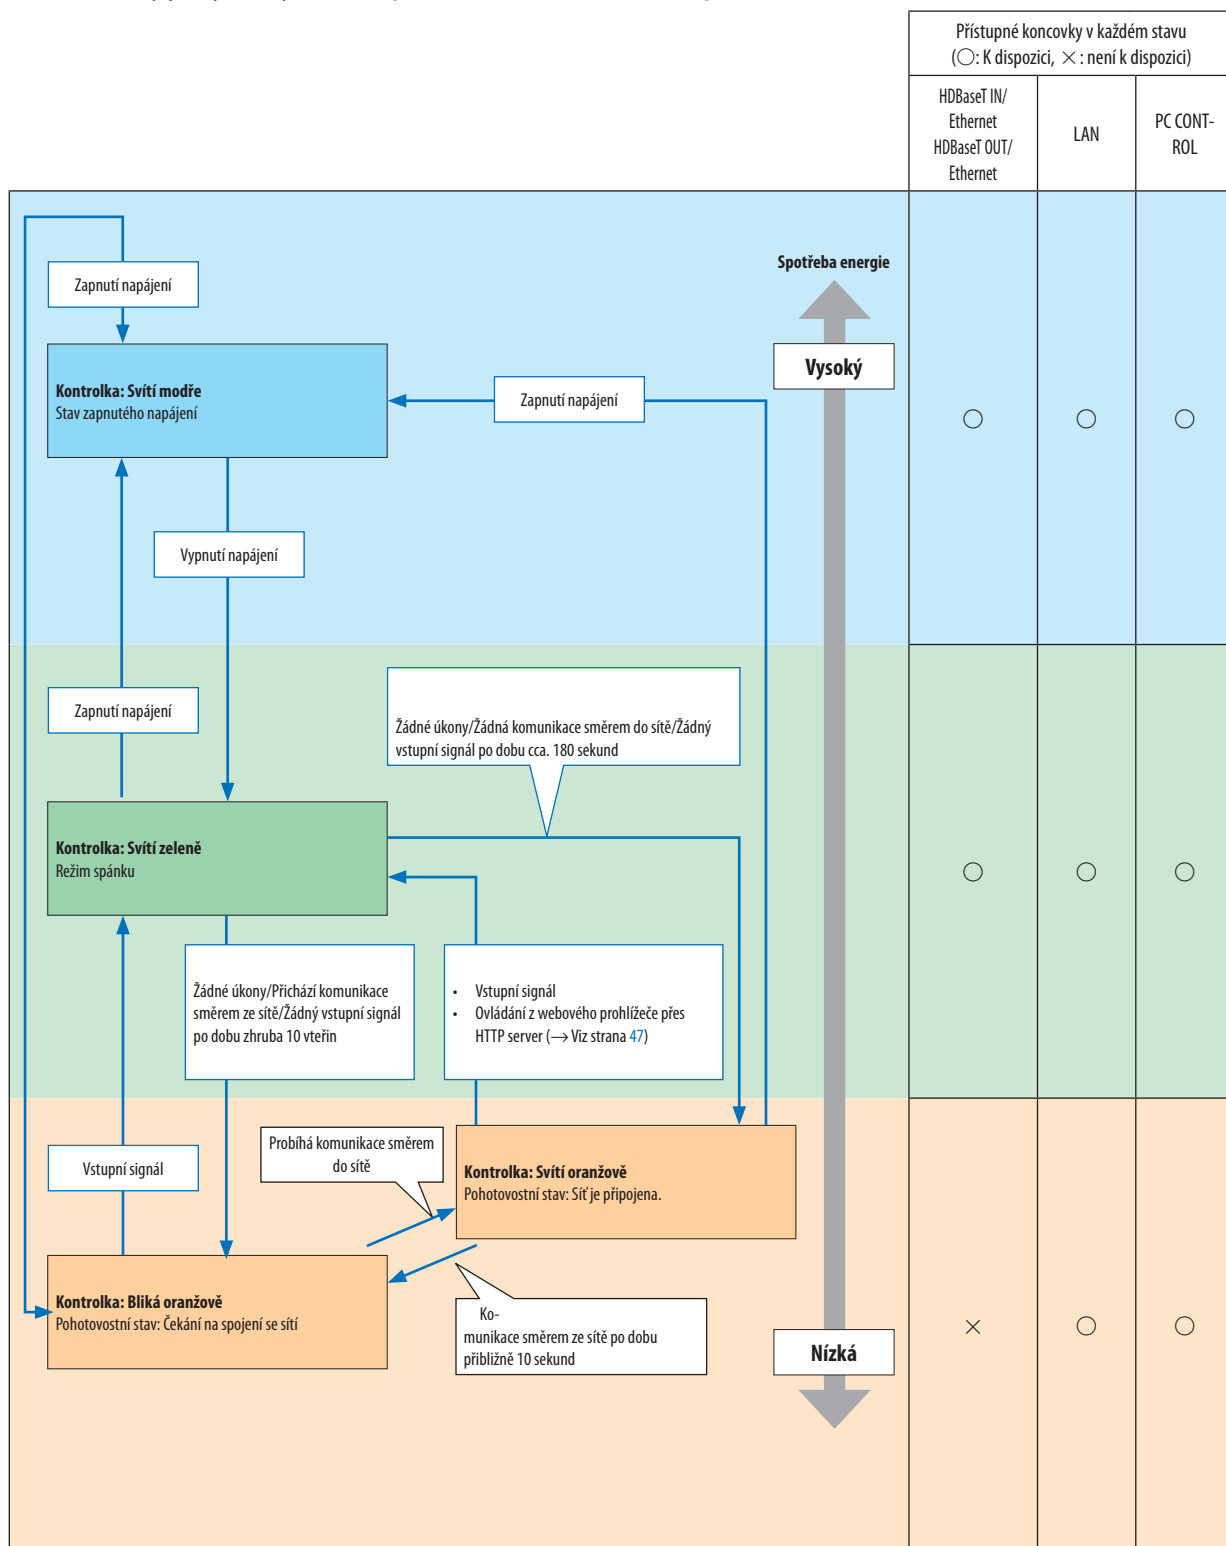 Přístupné koncovky v každém stavu
(○: K dispozici, ×: není k dispozici)
HDBaseT IN/
Ethernet
HDBaseT OUT/
Ethernet
LAN
PC CONT-
ROL
Zapnutí napájení
Spotřeba energie
Vysoký
Kontrolka: Svítí modře
Stav zapnutého napájení
Zapnutí napájení
○
○
○
Vypnutí napájení
Zapnutí napájení
Žádné úkony/Žádná komunikace směrem do sítě/Žádný
vstupní signál po dobu cca. 180 sekund
Kontrolka: Svítí zeleně
Režim spánku
○
○
○
Žádné úkony/Přichází komunikace
směrem ze sítě/Žádný vstupní signál
po dobu zhruba 10 vteřin
• Vstupní signál
• Ovládání z webového prohlížeče přes
HTTP server (→ Viz strana 47)
Vstupní signál
Probíhá komunikace směrem
do sítě
Kontrolka: Svítí oranžově
Pohotovostní stav: Síť je připojena.
Kontrolka: Bliká oranžově
Pohotovostní stav: Čekání na spojení se sítí
Ko-
munikace směrem ze sítě po dobu
přibližně 10 sekund
Nízká
×
○
○